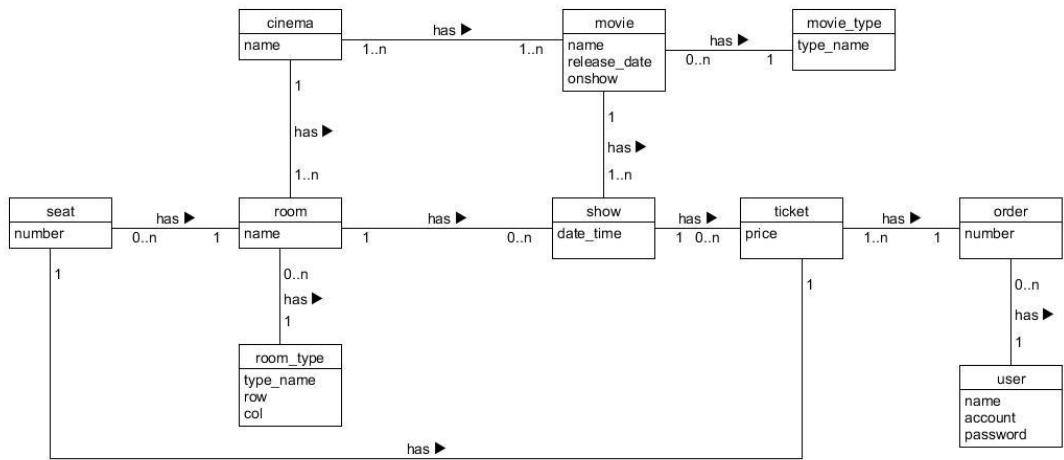 cinema
name
has ▶
1..n
1..n
movie
name
release_date
onshow
has ▶
0..n
1
movie_type
type_name
1
has ▶
1..n
1
has ▶
1..n
seat
number
has ▶
0..n
1
room
name
has ▶
1
0..n
show
date_time
has ▶
1
0..n
ticket
price
has ▶
1..n
1
order
number
1
0..n
has ▶
1
1
0..n
has ▶
1
room_type
type_name
row
col
user
name
account
password
has ▶